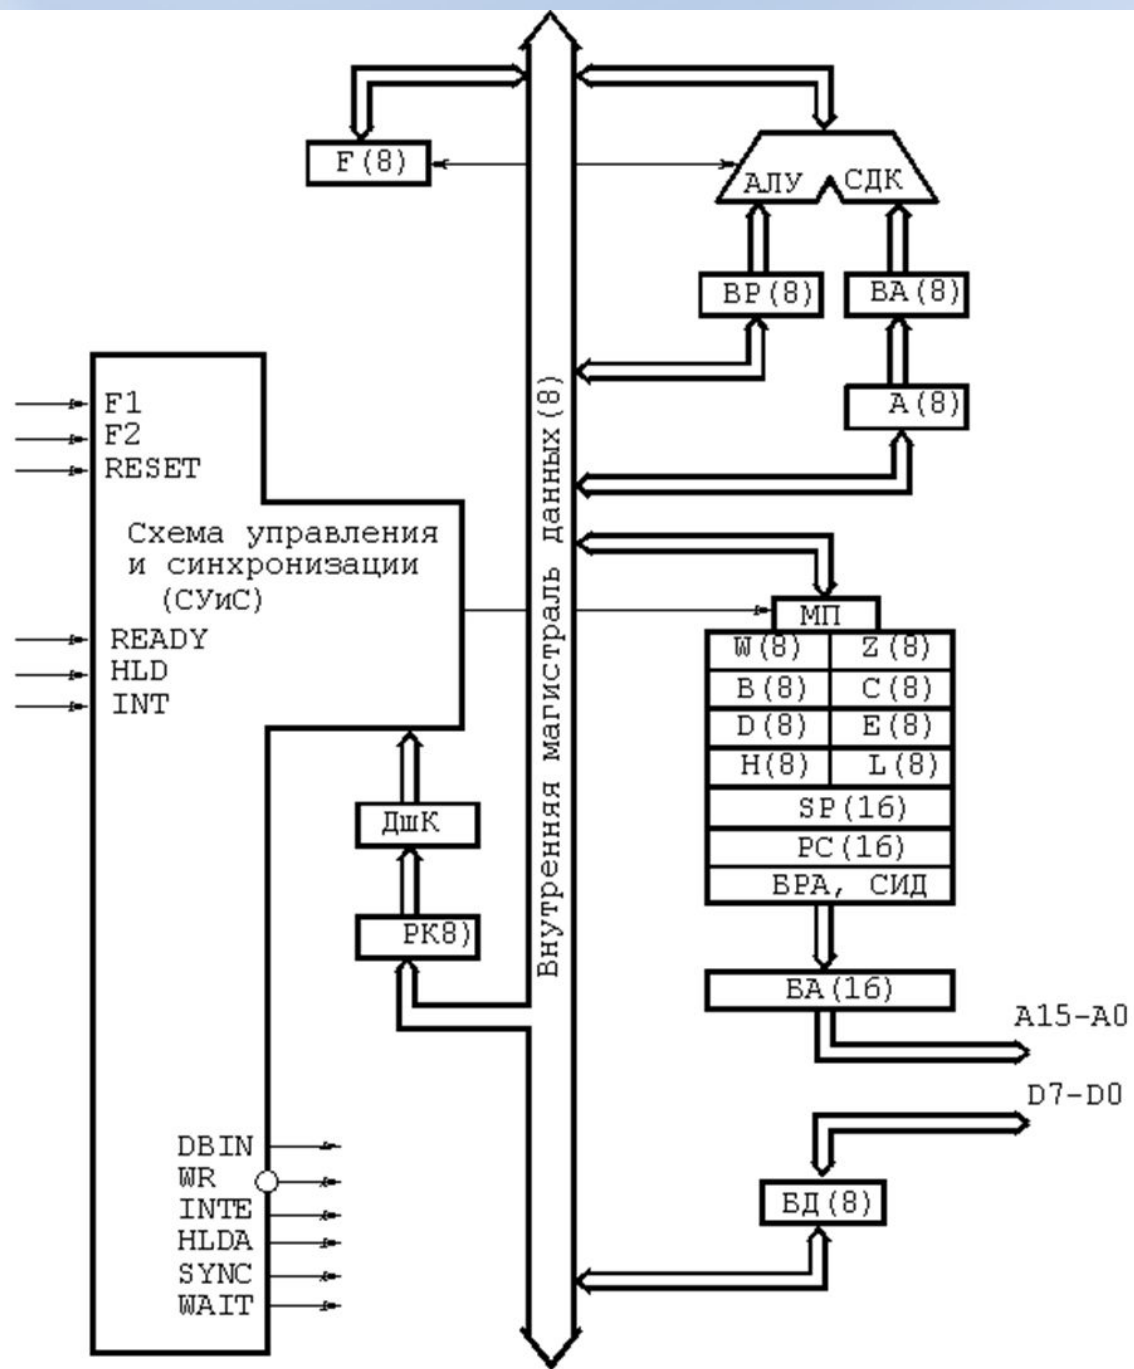 F(8)
АЛУ
СДК
ВР(8)
ВА(8)
А(8)
F1
F2
RESET
Схема управления
и синхронизации
(СУиС)
READY
HLD
INT
ДшК
РК8)
DBIN
WR
INTE
HLDA
SYNC
WAIT
Внутренняя магистраль данных(8)
МП
W(8) Z(8)
B(8) C(8)
D(8) E(8)
H(8) L(8)
SP(16)
PC(16)
БРА, СИД
БА(16)
A15-A0
D7-D0
БД(8)